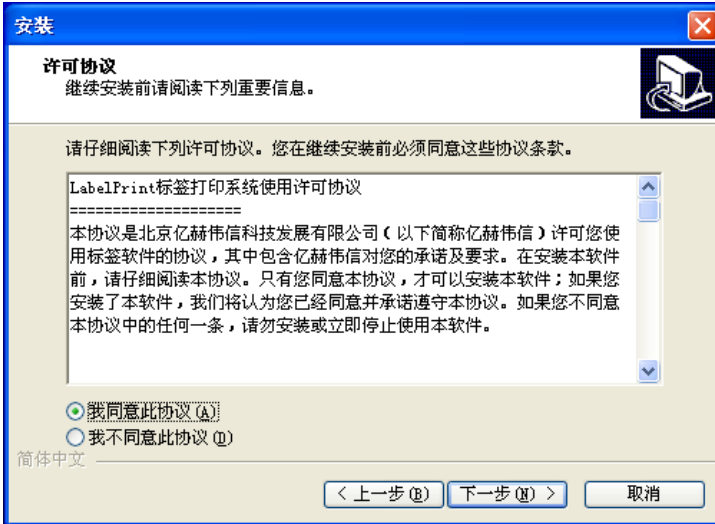 安装
许可协议
继续安装前请阅读下列重要信息。
请仔细阅读下列许可协议。您在继续安装前必须同意这些协议条款。
LabelPrint标签打印系统使用许可协议
====================
本协议是北京亿赫伟信科技发展有限公司（以下简称亿赫伟信）许可您使
用标签软件的协议，其中包含亿赫伟信对您的承诺及要求。在安装本软件
前，请仔细阅读本协议。只有您同意本协议，才可以安装本软件；如果您
安装了本软件，我们将认为您已经同意并承诺遵守本协议。如果您不同意
本协议中的任何一条，请勿安装或立即停止使用本软件。
我同意此协议(A)
我不同意此协议(D)
简体中文
< 上一步(B) 下一步(N) > 取消